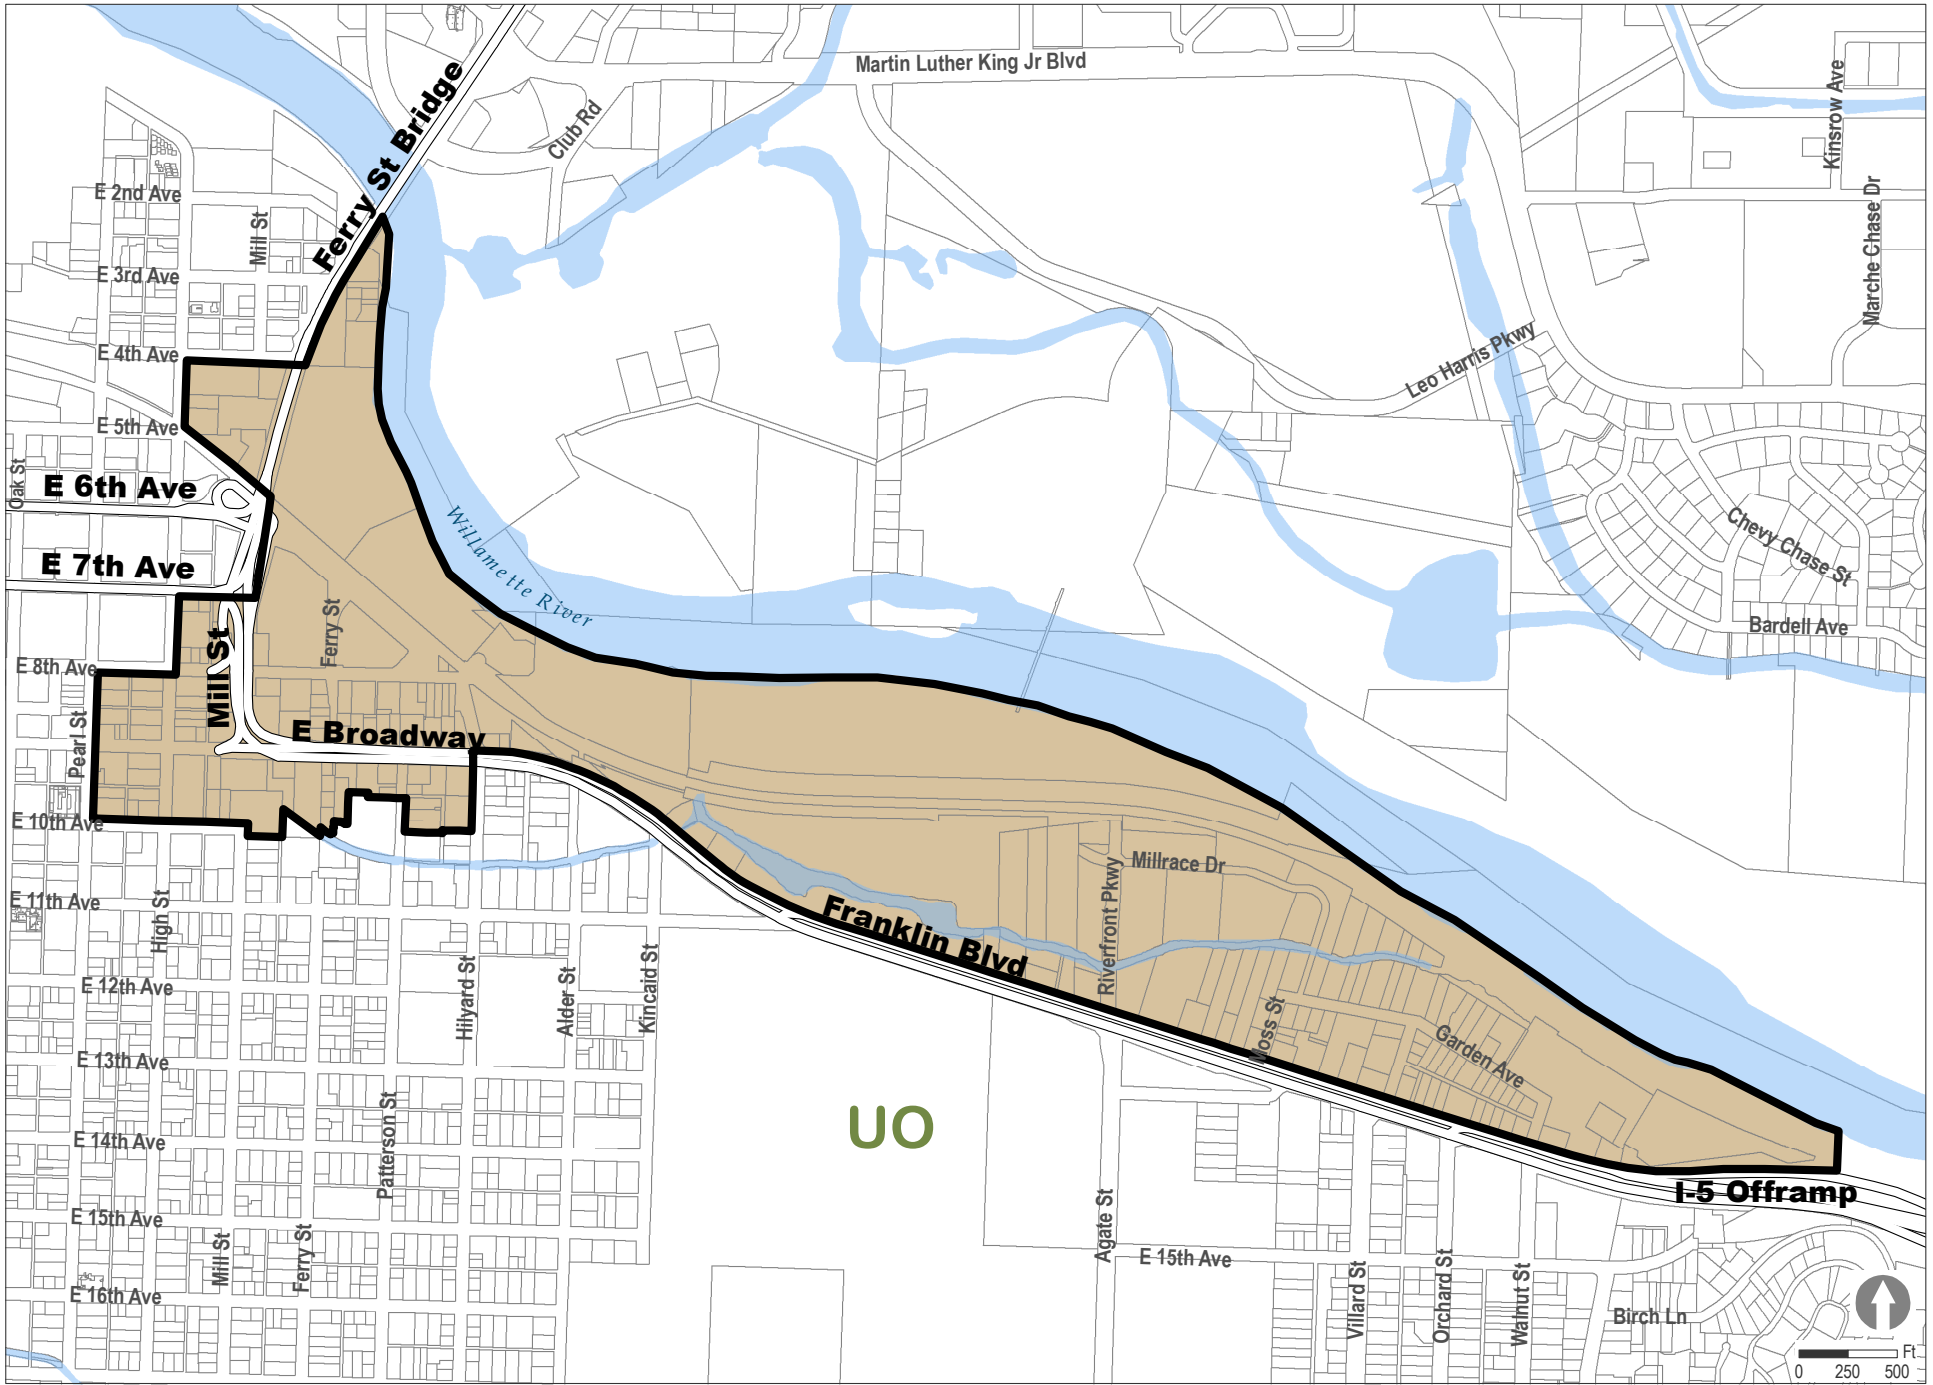 Martin Luther King Jr Blvd
Kinsrow Ave
Club Rd
Ferry St Bridge
Marche Chase Dr
E 2nd Ave
Mill St
E 3rd Ave
E 4th Ave
Leo Harris Pkwy
E 5th Ave
Oak St
E 6th Ave
Willamette River
Chevy Chase St
E 7th Ave
Ferry St
Bardell Ave
E 8th Ave
Mill St
Pearl St
E Broadway
E 10th Ave
Millrace Dr
E 11th Ave
High St
Franklin Blvd
Riverfront Pkwy
Hilyard St
Alder St
Kincaid St
E 12th Ave
Moss St
Garden Ave
E 13th Ave
Patterson St
UO
E 14th Ave
I-5 Offramp
E 15th Ave
Agate St
E 15th Ave
Mill St
Ferry St
Villard St
Orchard St
Walnut St
E 16th Ave
Birch Ln
Ft
0 250 500